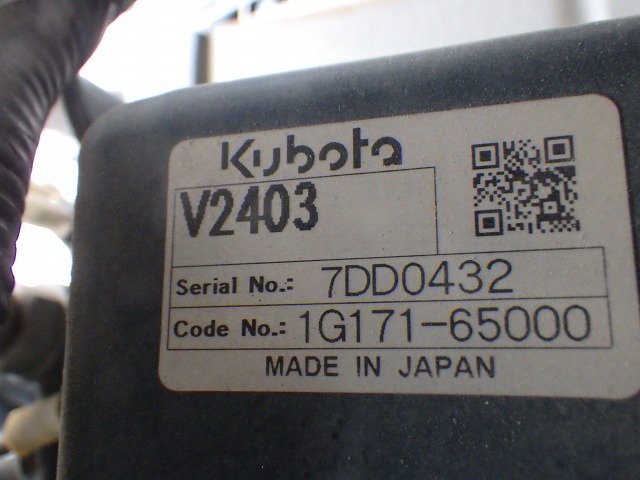 Kubota
V2403
Serial No.: 7DD0432
Code No.: 1G171-65000
MADE IN JAPAN